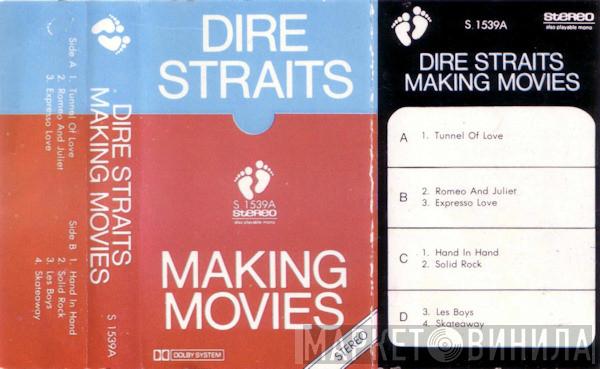 Side A 1. Tunnel Of Love
2. Romeo And Juliet
3. Expresso Love
Side B 1. Hand In Hand
2. Solid Rock
3. Les Boys
4. Skateaway
DIRE STRAITS
MAKING MOVIES
S 1539A
DIRE
STRAITS
S 1539A
stereo
also playable mono
MAKING
MOVIES
DOLBY SYSTEM
STEREO
S 1539A
stereo
also playable mono
DIRE STRAITS
MAKING MOVIES
A 1. Tunnel Of Love
B 2. Romeo And Juliet
3. Expresso Love
C 1. Hand In Hand
2. Solid Rock
D 3. Les Boys
4. Skateaway
МАРКЕТОВИНИЛА